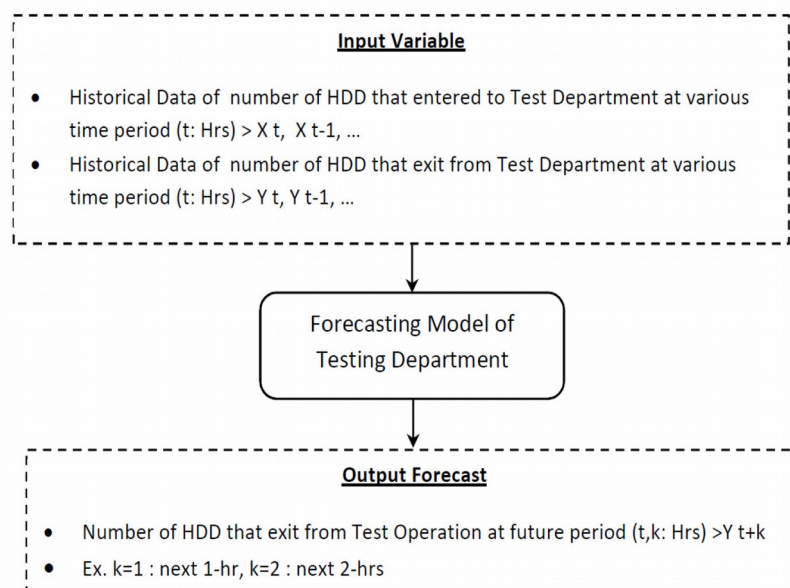 Input Variable
• Historical Data of number of HDD that entered to Test Department at various
time period (t: Hrs) > X t, X t-1, ...
• Historical Data of number of HDD that exit from Test Department at various
time period (t: Hrs) > Y t, Y t-1, ...
Forecasting Model of
Testing Department
Output Forecast
• Number of HDD that exit from Test Operation at future period (t,k: Hrs) >Y t+k
• Ex. k=1 : next 1-hr, k=2 : next 2-hrs